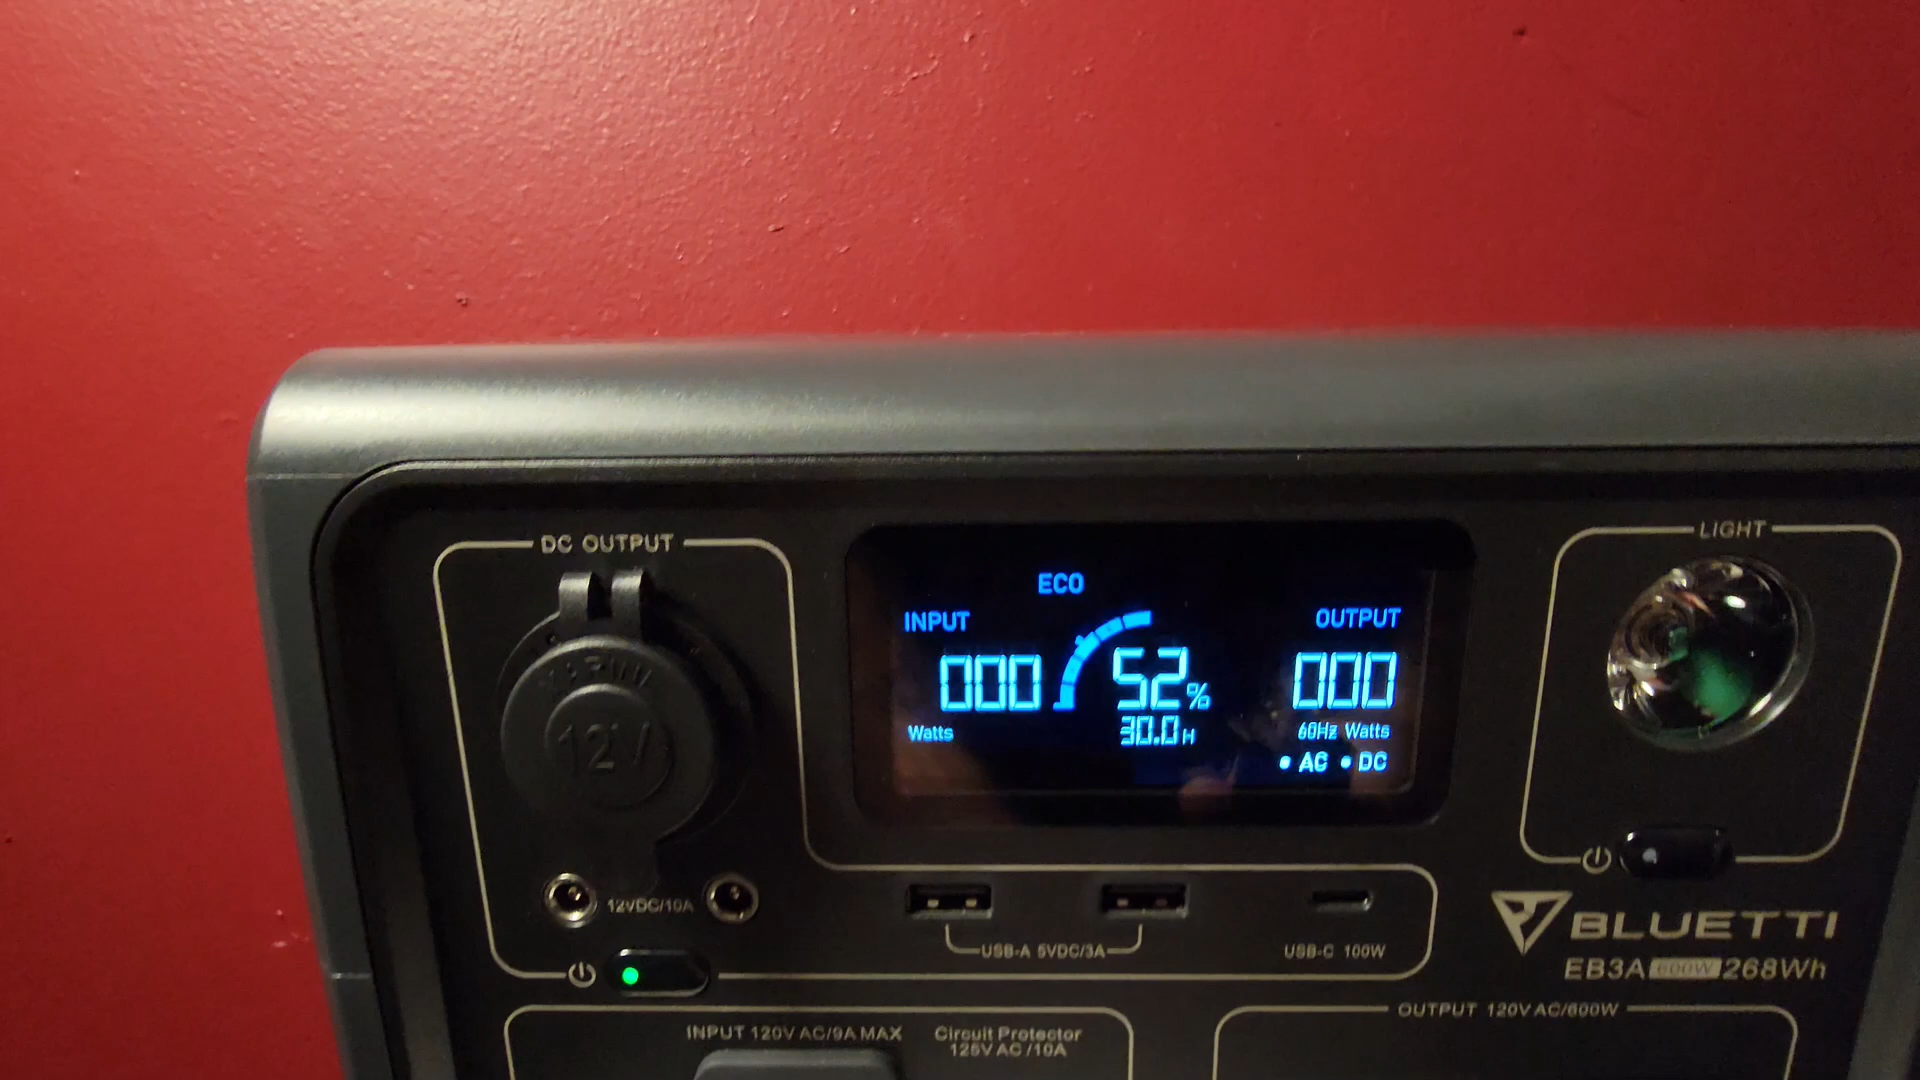 DC OUTPUT
12V
12VDC/10A
ECO
INPUT
000
Watts
52%
30.0H
OUTPUT
000
60Hz Watts
AC DC
LIGHT
USB-A 5VDC/3A
USB-C 100W
BLUETTI
EB3A 600W 268Wh
INPUT 120V AC/9A MAX
Circuit Protector
125V AC /10A
OUTPUT 120V AC/600W